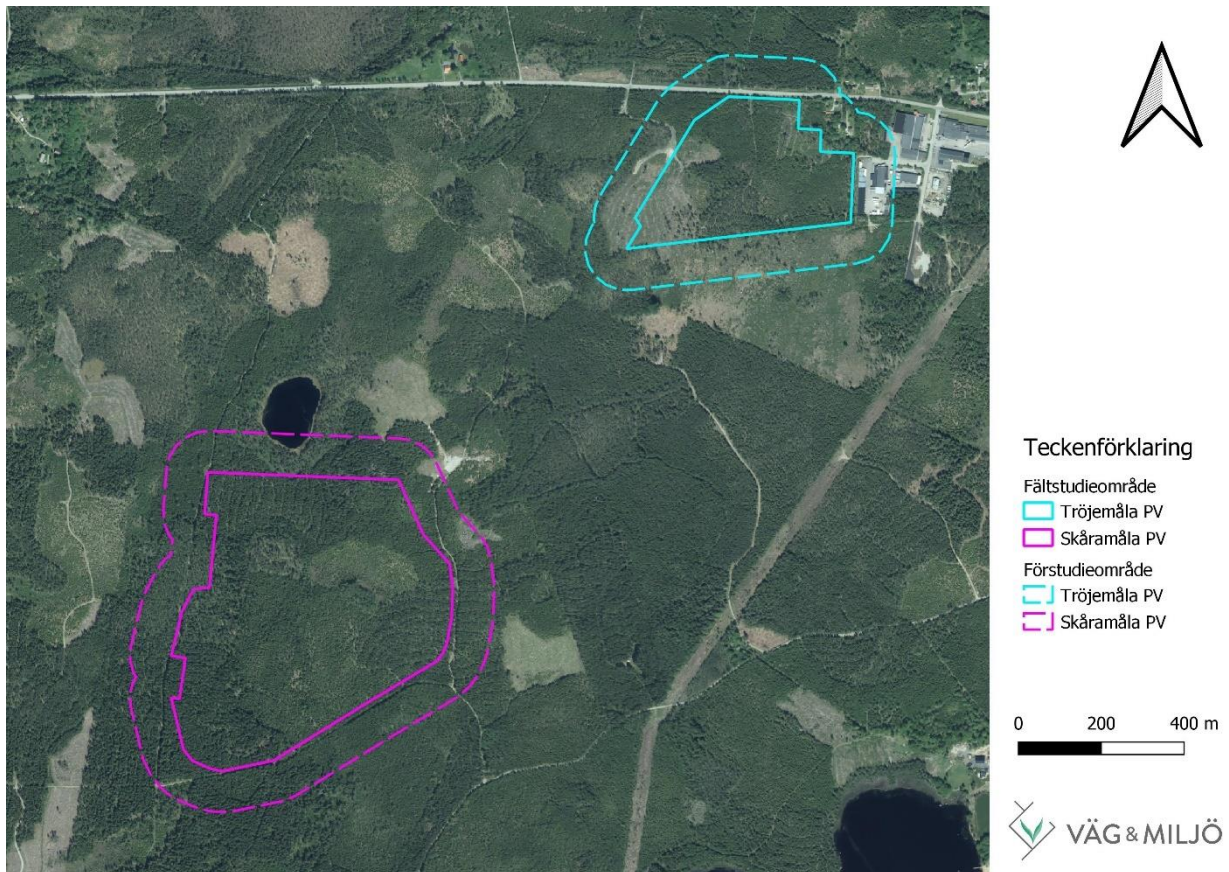 Teckenförklaring
Fältstudieområde
Tröjemåla PV
Skåramåla PV
Förstudieområde
Tröjemåla PV
Skåramåla PV
0 200 400 m
VÄG & MILJÖ